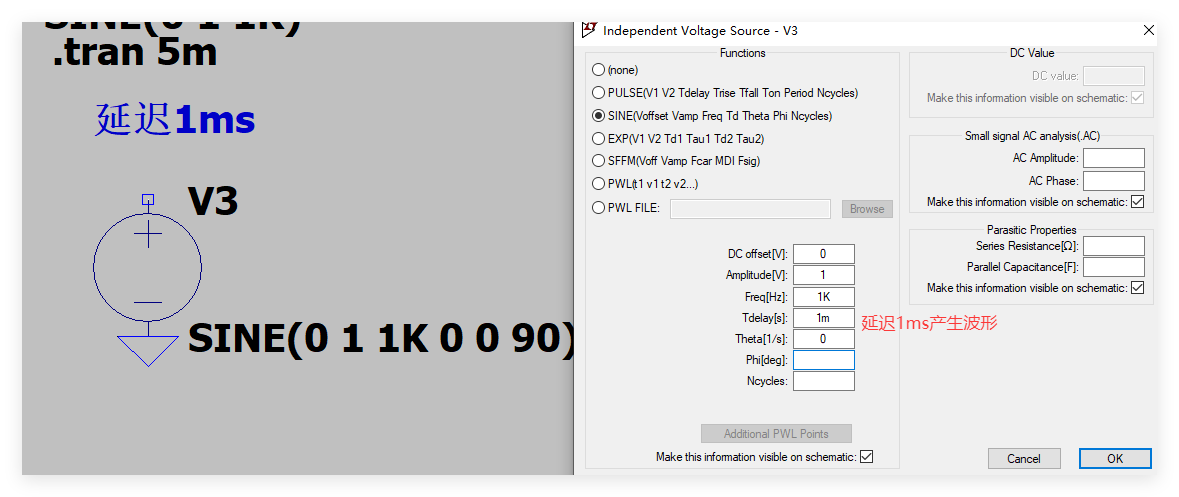 SINE(0 1 1K)
.tran 5m
延迟1ms
V3
SINE(0 1 1K 0 0 90)
Independent Voltage Source - V3
Functions
(none)
PULSE(V1 V2 Tdelay Trise Tfall Ton Period Ncycles)
SINE(Voffset Vamp Freq Td Theta Phi Ncycles)
EXP(V1 V2 Td1 Tau1 Td2 Tau2)
SFFM(Voff Vamp Fcar MDI Fsig)
PWL(t1 v1 t2 v2...)
PWL FILE:
Browse
DC offset[V]: 0
Amplitude[V]: 1
Freq[Hz]: 1K
Tdelay[s]: 1m
延迟1ms产生波形
Theta[1/s]: 0
Phi[deg]:
Ncycles:
Additional PWL Points
Make this information visible on schematic:
DC Value
DC value:
Make this information visible on schematic:
Small signal AC analysis(.AC)
AC Amplitude:
AC Phase:
Make this information visible on schematic:
Parasitic Properties
Series Resistance[Ω]:
Parallel Capacitance[F]:
Make this information visible on schematic:
Cancel
OK